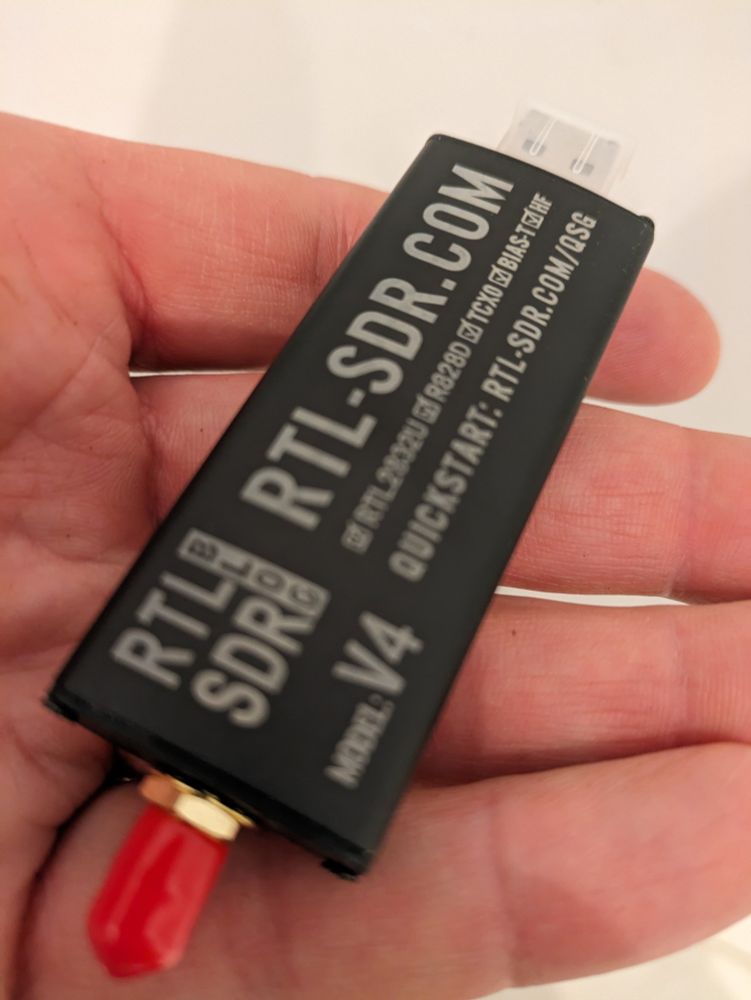 RTL-SDR.COM
☑ RTL2832U ☑ R828D ☑ TCXO ☑ BIAS-T ☑ HF
QUICKSTART: RTL-SDR.COM/QSG
RTL BLOG
SDR
MODEL: V4